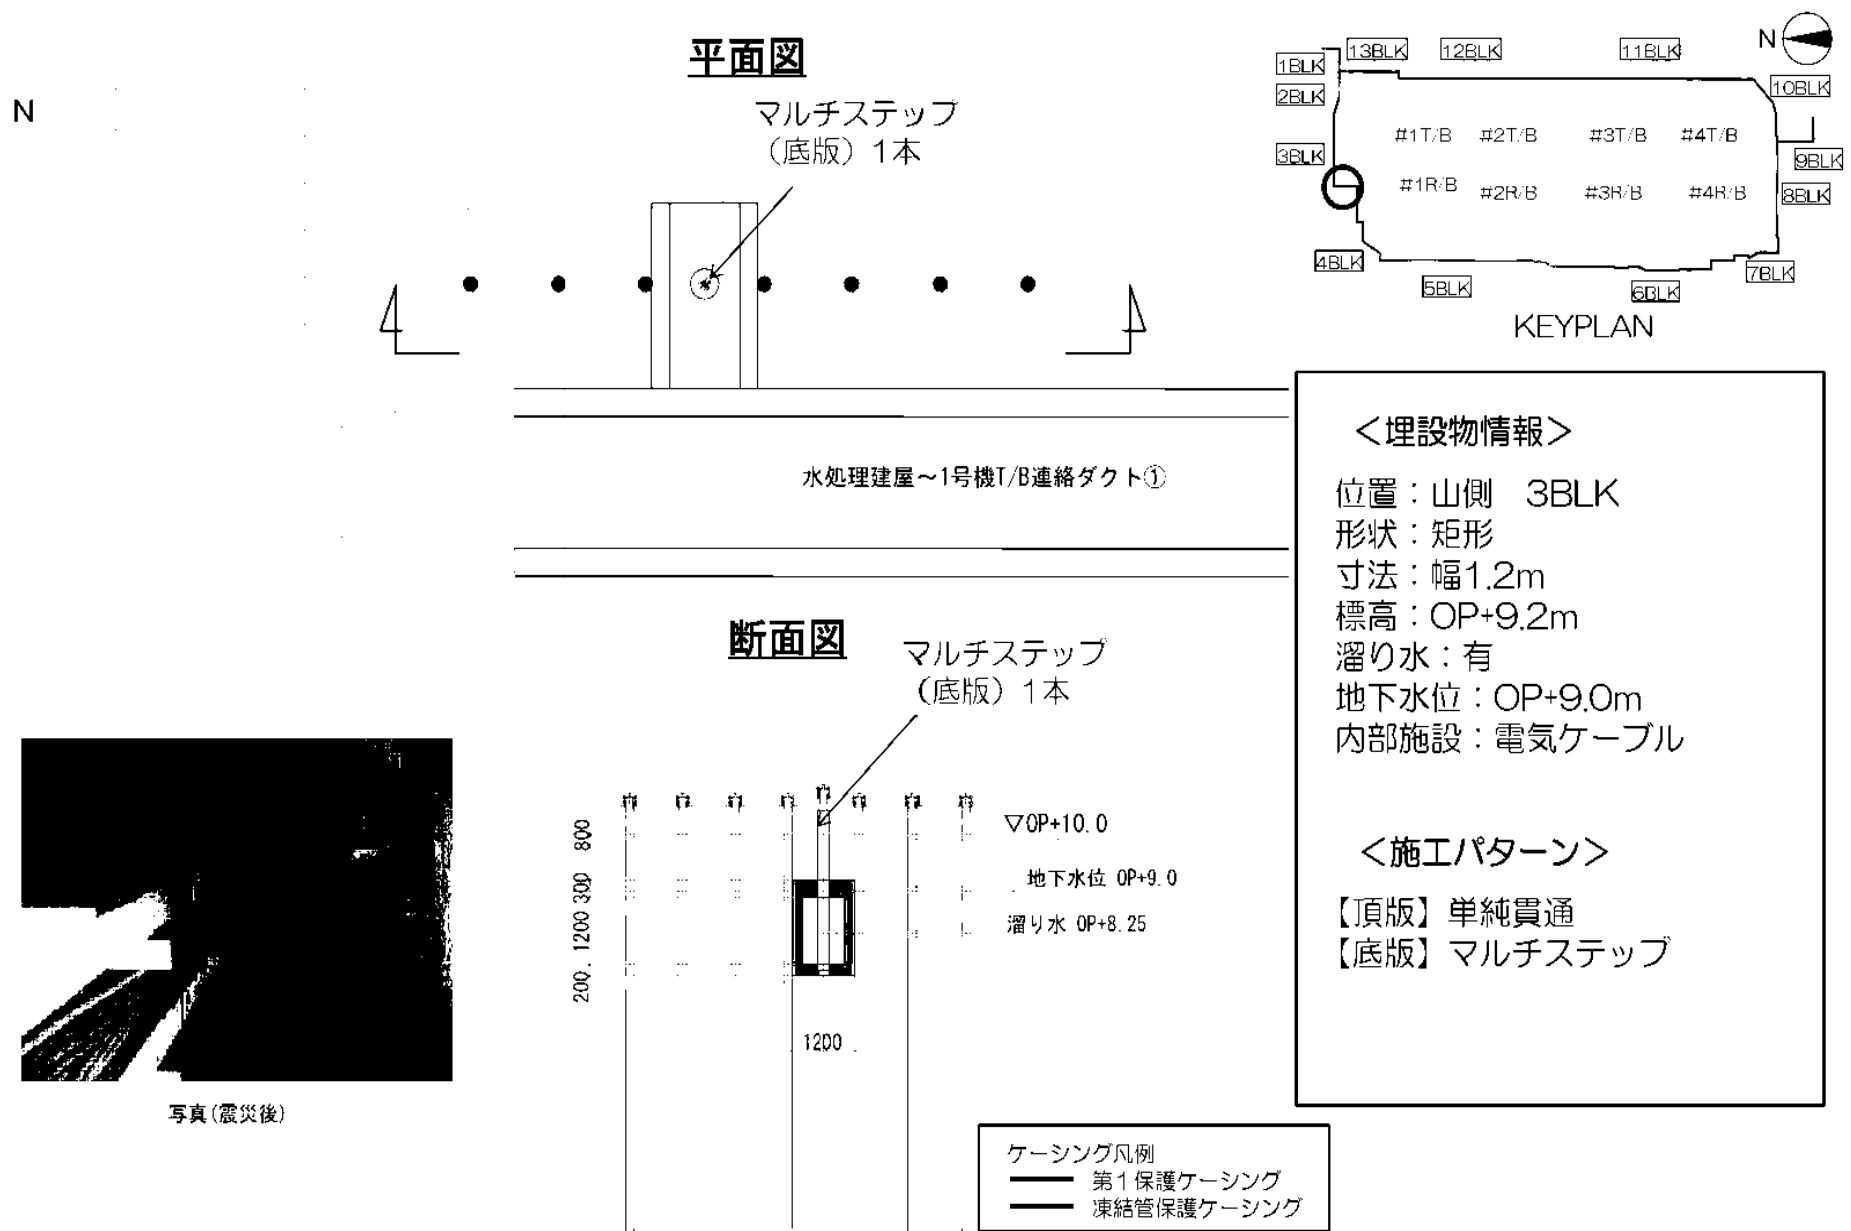 平面図
N
マルチステップ
（底版）1本
水処理建屋～1号機T/B連絡ダクト①
N
1BLK
13BLK
12BLK
11BLK
2BLK
10BLK
#1T/B
#2T/B
#3T/B
#4T/B
3BLK
9BLK
#1R/B
#2R/B
#3R/B
#4R/B
8BLK
4BLK
7BLK
5BLK
6BLK
KEYPLAN
＜埋設物情報＞
位置：山側　3BLK
形状：矩形
寸法：幅1.2m
標高：OP+9.2m
溜り水：有
地下水位：OP+9.0m
内部施設：電気ケーブル
＜施工パターン＞
【頂版】単純貫通
【底版】マルチステップ
断面図
マルチステップ
（底版）1本
▽OP+10.0
地下水位 OP+9.0
溜り水 OP+8.25
800
300
1200
200
1200
写真(震災後)
ケーシング凡例
第1保護ケーシング
凍結管保護ケーシング